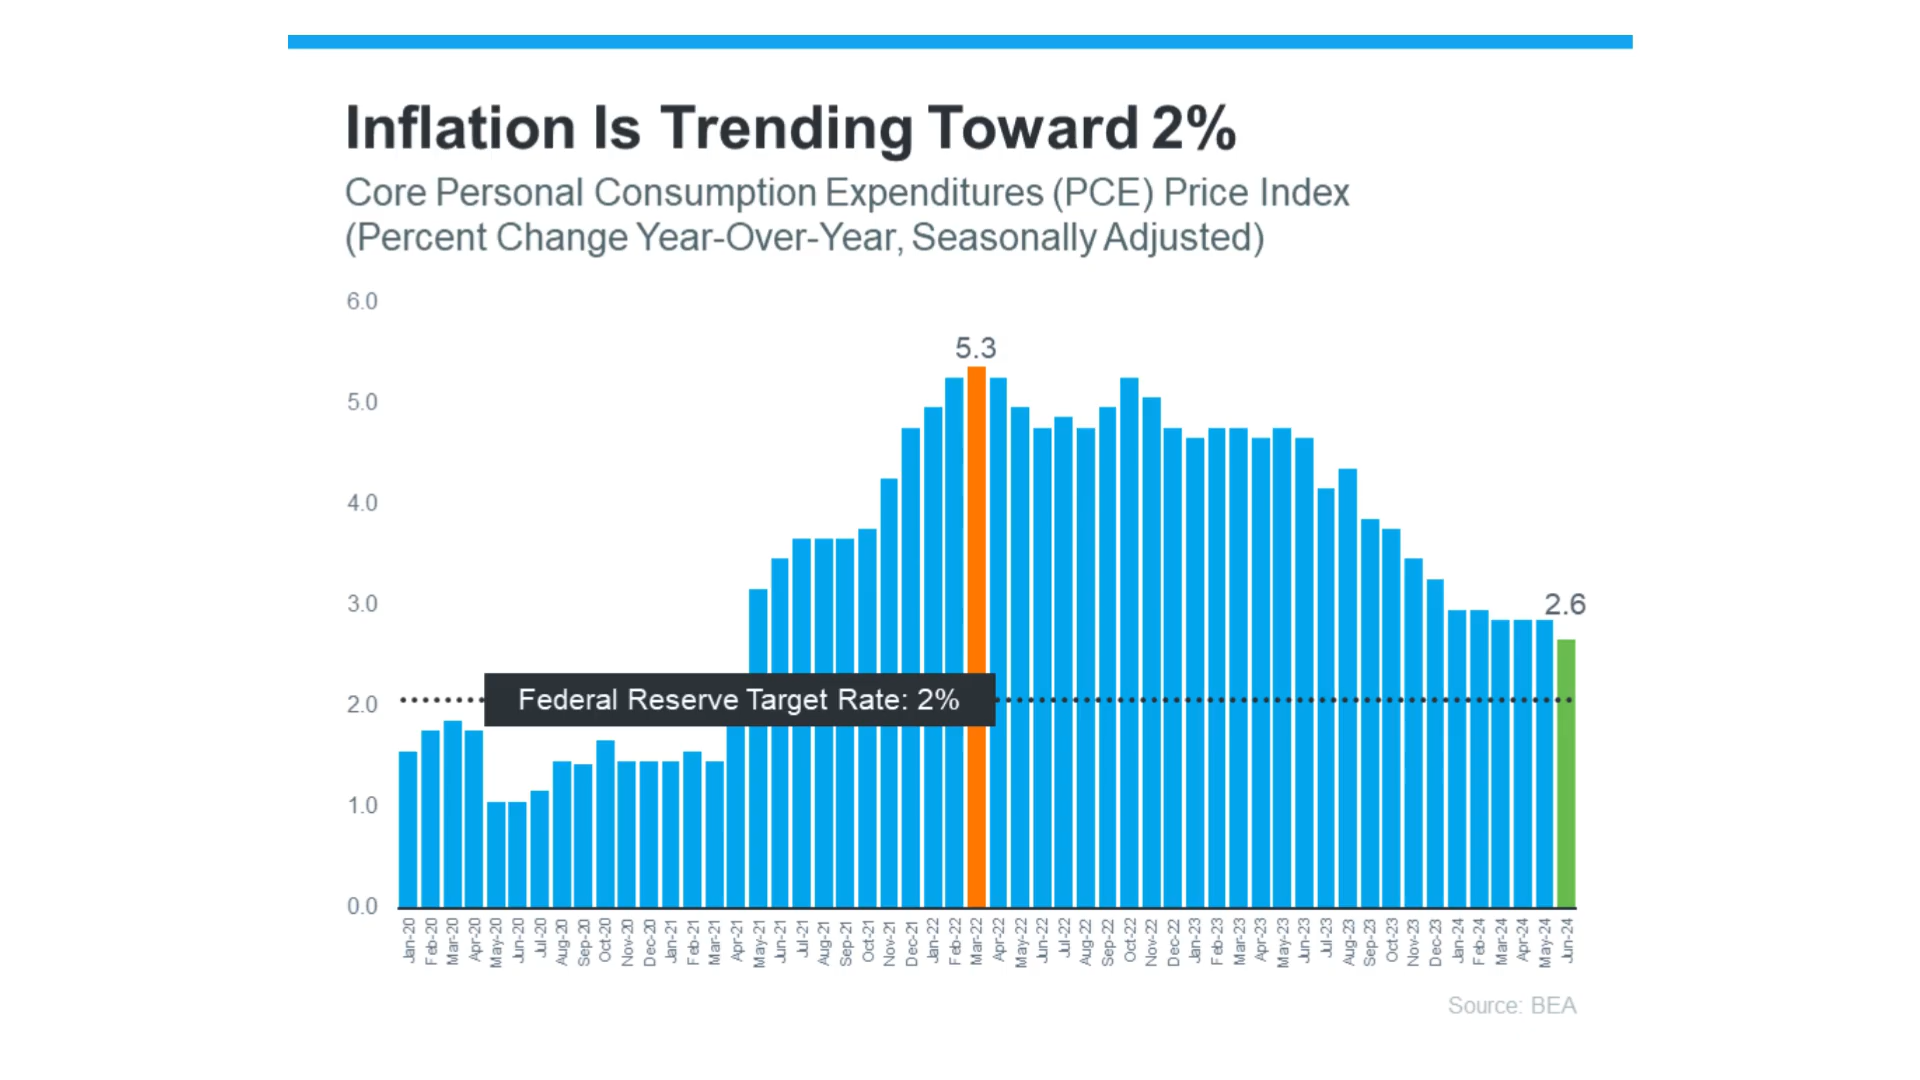 Inflation Is Trending Toward 2%
Core Personal Consumption Expenditures (PCE) Price Index
(Percent Change Year-Over-Year, Seasonally Adjusted)
6.0
5.3
5.0
4.0
3.0
2.6
2.0
Federal Reserve Target Rate: 2%
1.0
0.0
Jan-20
Feb-20
Mar-20
Apr-20
May-20
Jun-20
Jul-20
Aug-20
Sep-20
Oct-20
Nov-20
Dec-20
Jan-21
Feb-21
Mar-21
Apr-21
May-21
Jun-21
Jul-21
Aug-21
Sep-21
Oct-21
Nov-21
Dec-21
Jan-22
Feb-22
Mar-22
Apr-22
May-22
Jun-22
Jul-22
Aug-22
Sep-22
Oct-22
Nov-22
Dec-22
Jan-23
Feb-23
Mar-23
Apr-23
May-23
Jun-23
Jul-23
Aug-23
Sep-23
Oct-23
Nov-23
Dec-23
Jan-24
Feb-24
Mar-24
Apr-24
May-24
Jun-24
Source: BEA